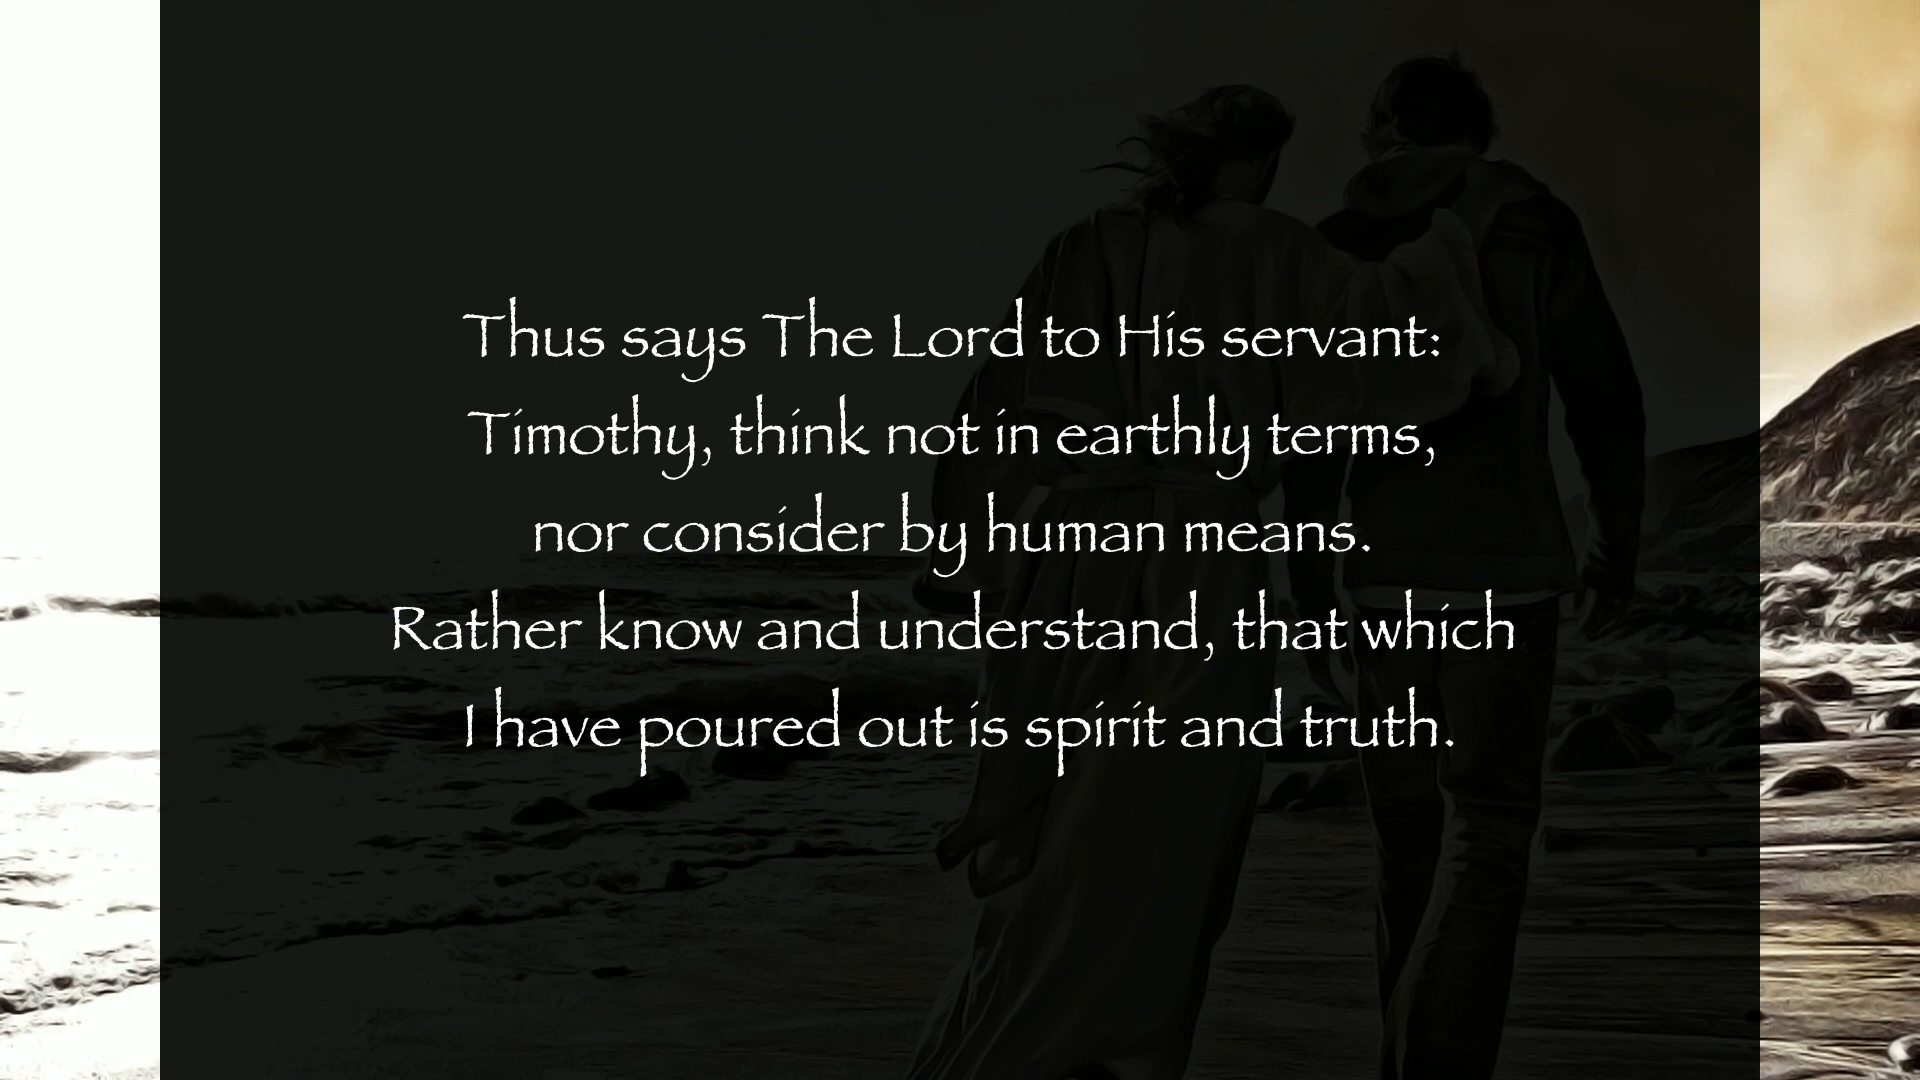 Thus says The Lord to His servant:
Timothy, think not in earthly terms,
nor consider by human means.
Rather know and understand, that which
I have poured out is spirit and truth.